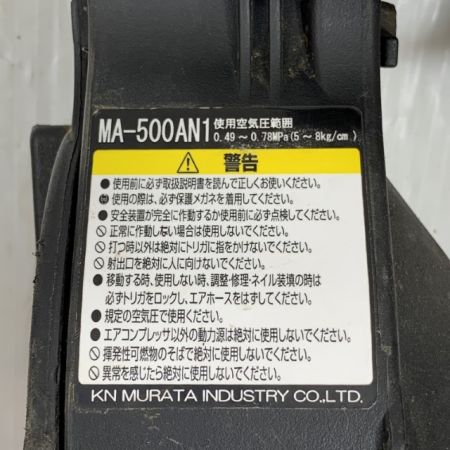 MA-500AN1 使用空気圧範囲
0.49～0.78MPa(5～8kg/cm )
警告
● 使用前に必ず取扱説明書を読んで正しくお使いください。
使用の際は、必ず保護メガネを着用してください。
● 安全装置が完全に作動するか使用前に必ず点検してください。
正常に作動しない場合は使用しないでください。
打つ時以外は絶対にトリガに指をかけないでください。
射出口を絶対に人に向けないでください。
● 移動する時、使用しない時、調整・修理・ネイル装填の時は
必ずトリガをロックし、エアホースをはずしてください。
● 規定の空気圧で使用ください。
● エアコンプレッサ以外の動力源は絶対に使用しないでください。
揮発性可燃物のそばで絶対に使用しないでください。
異常を感じたら絶対に使用しないでください。
KN MURATA INDUSTRY CO.,LTD.